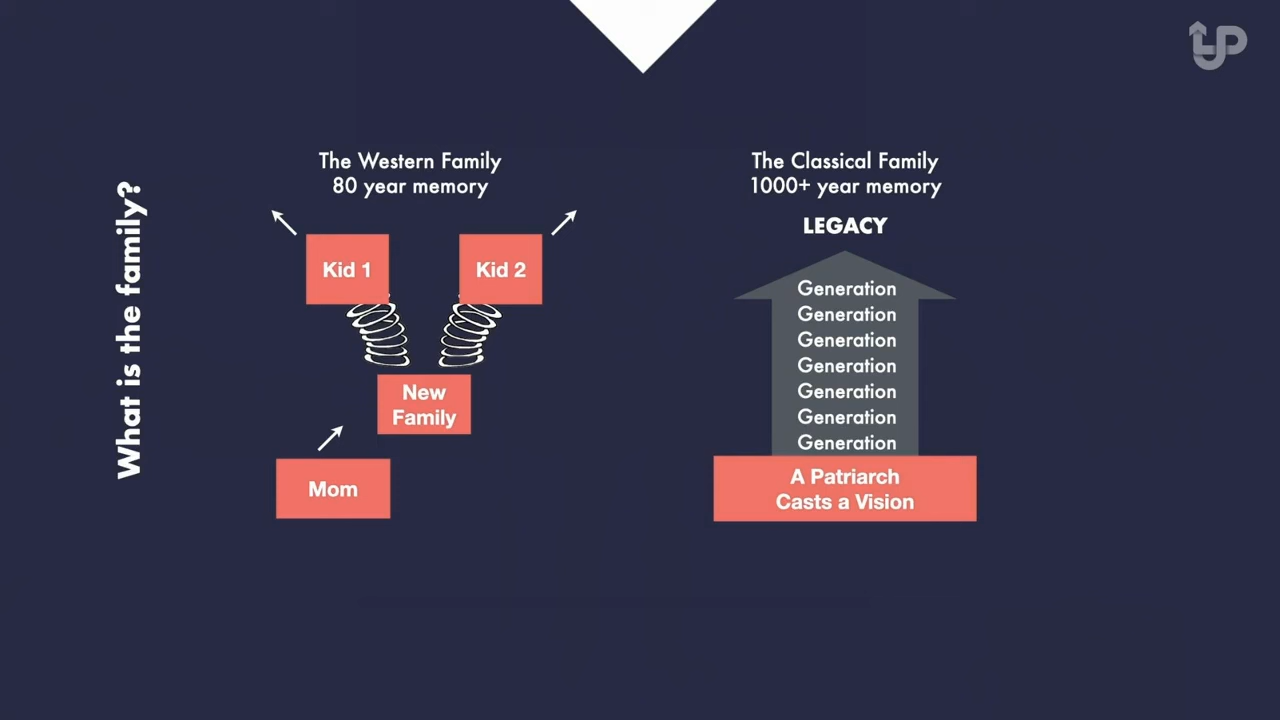 What is the family?
The Western Family
80 year memory
Kid 1
Kid 2
New
Family
Mom
The Classical Family
1000+ year memory
LEGACY
Generation
Generation
Generation
Generation
Generation
Generation
Generation
A Patriarch
Casts a Vision
UP